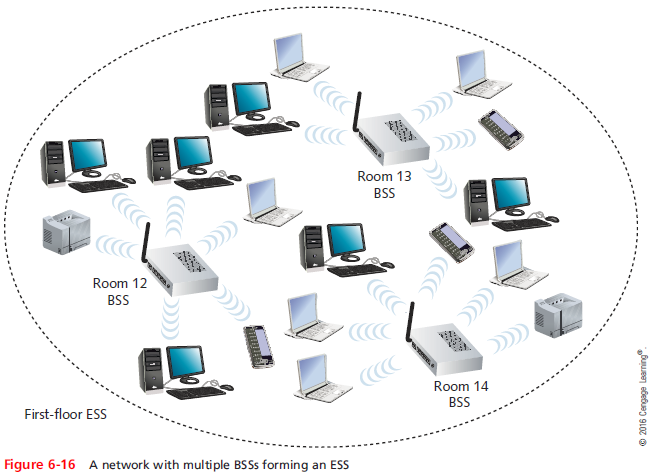 Room 13
BSS
Room 12
BSS
Room 14
BSS
First-floor ESS
© 2016 Cengage Learning®.
Figure 6-16 A network with multiple BSSs forming an ESS